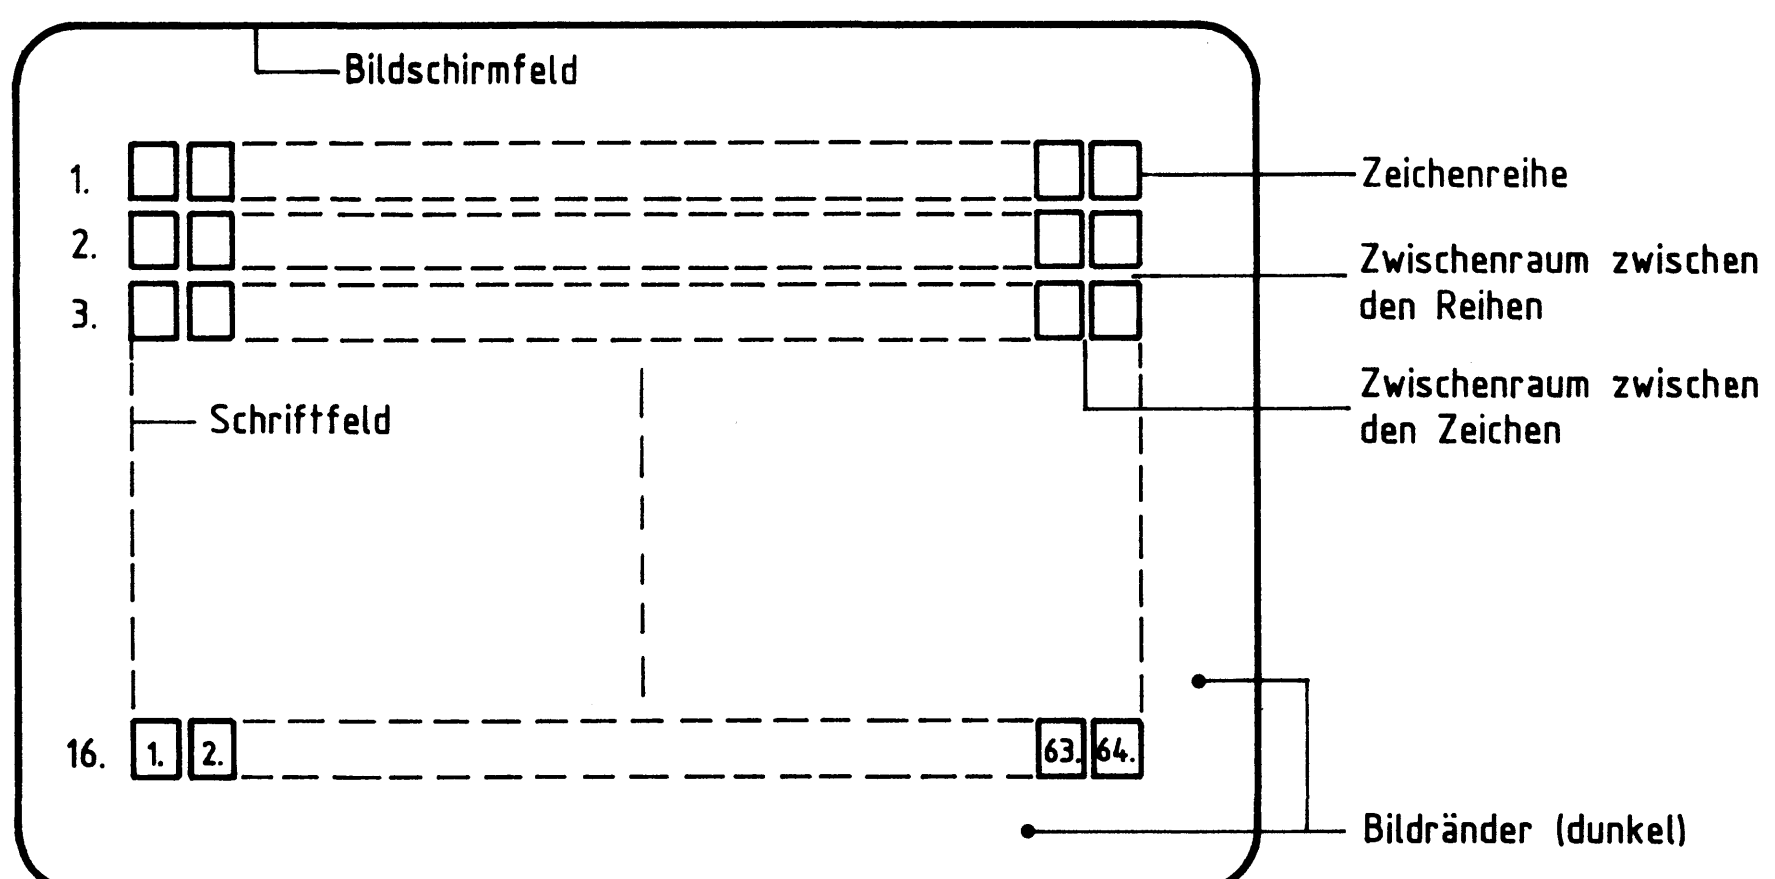 Bildschirmfeld
1.
Zeichenreihe
2.
Zwischenraum zwischen
den Reihen
3.
Zwischenraum zwischen
den Zeichen
Schriftfeld
16. 1. 2. 63. 64.
Bildränder (dunkel)